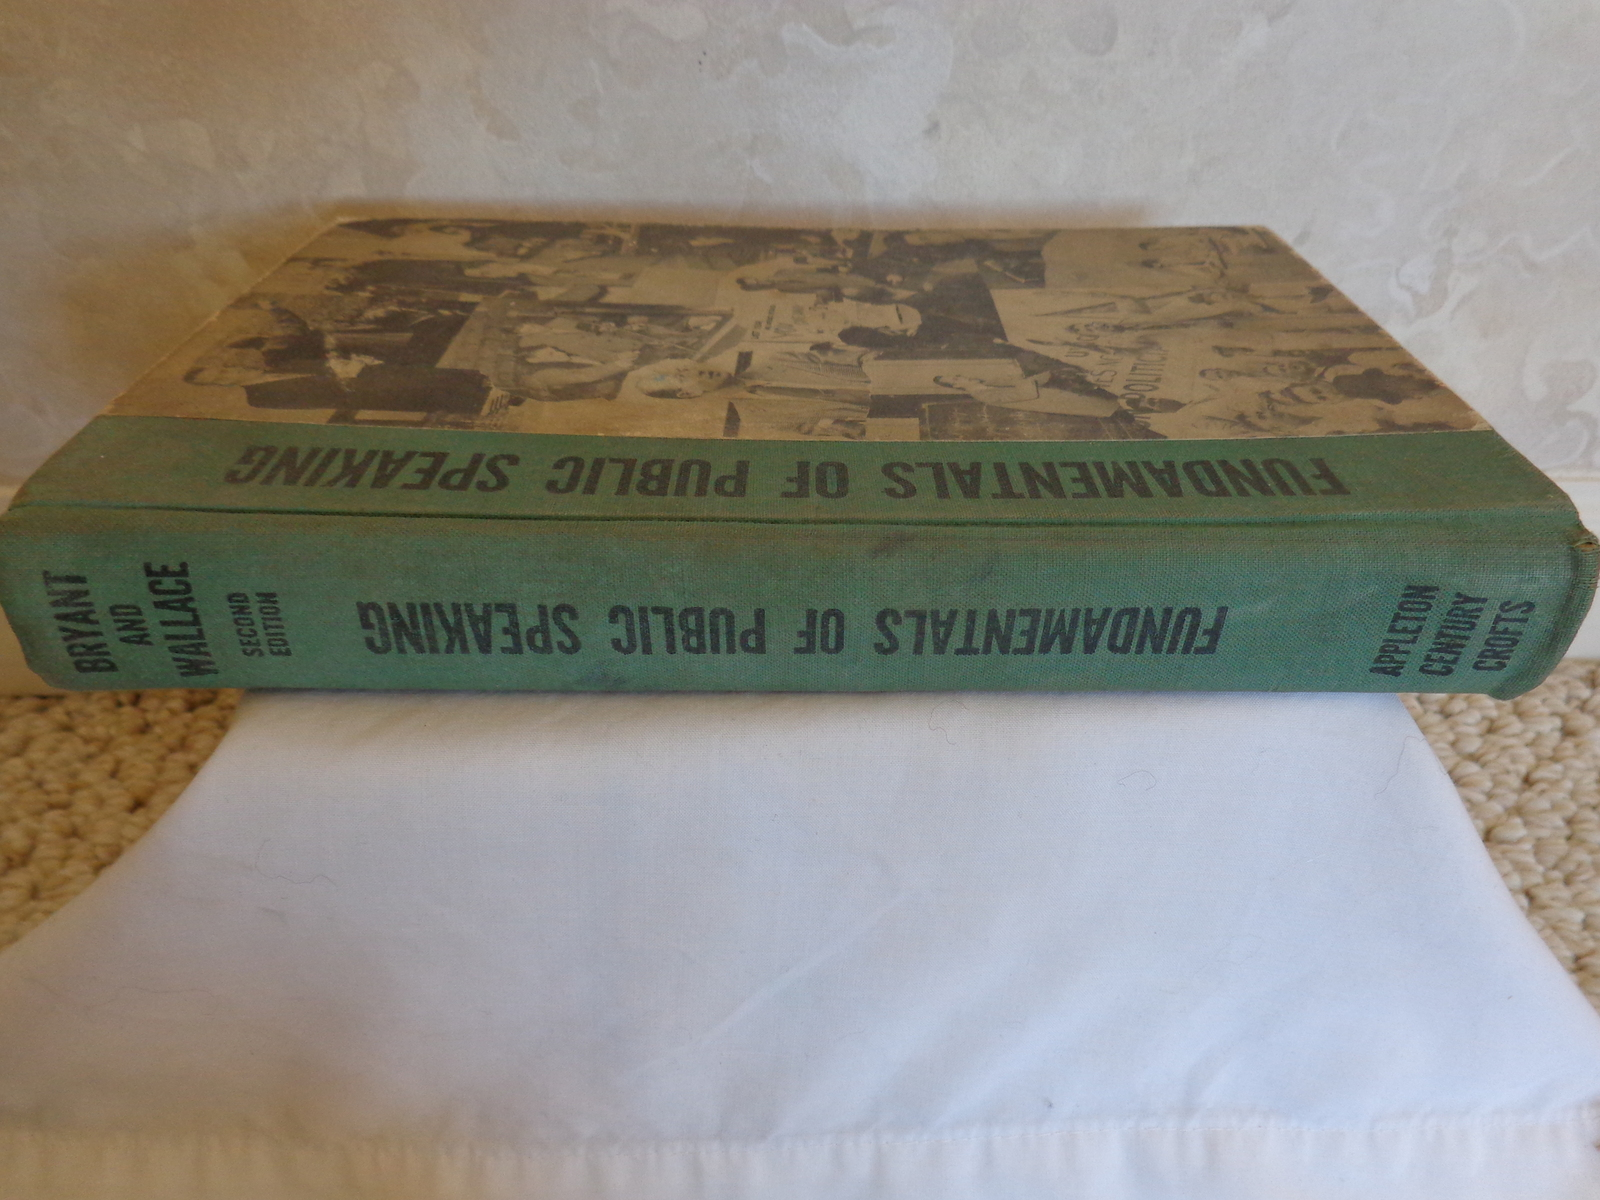 FUNDAMENTALS OF PUBLIC SPEAKING
BRYANT
AND
WALLACE
SECOND
EDITION
FUNDAMENTALS OF PUBLIC SPEAKING
APPLETON
CENTURY
CROFTS